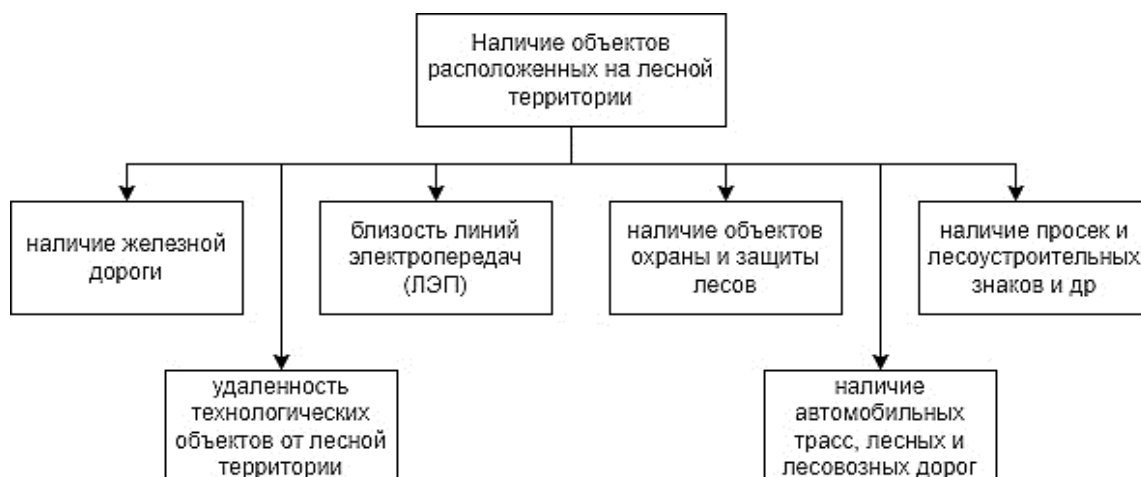 Наличие объектов
расположенных на лесной
территории
наличие железной
дороги
близость линий
электропередач
(ЛЭП)
наличие объектов
охраны и защиты
лесов
наличие просек и
лесоустроительных
знаков и др
удаленность
технологических
объектов от лесной
территории
наличие
автомобильных
трасс, лесных и
лесовозных дорог